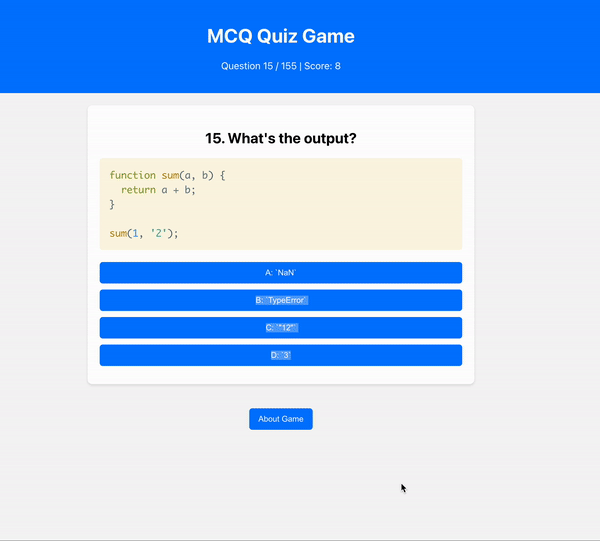 MCQ Quiz Game
Question 15 / 155 | Score: 8
15. What's the output?
function sum(a, b) {
  return a + b;
}
sum(1, '2');
A: `NaN`
B: `TypeError`
C: `"12"`
D: `3`
About Game